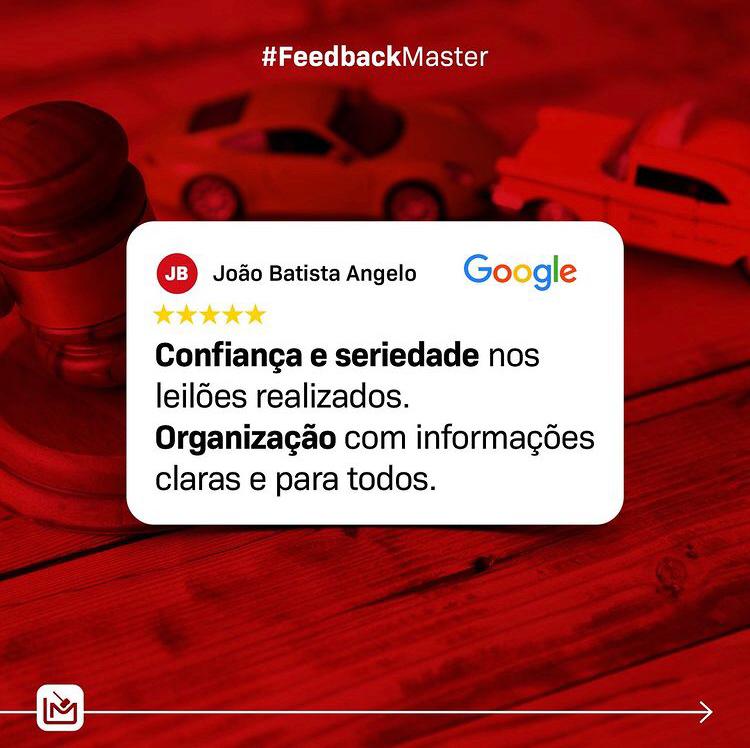 #FeedbackMaster
JB João Batista Angelo Google
Confiança e seriedade nos
leilões realizados.
Organização com informações
claras e para todos.